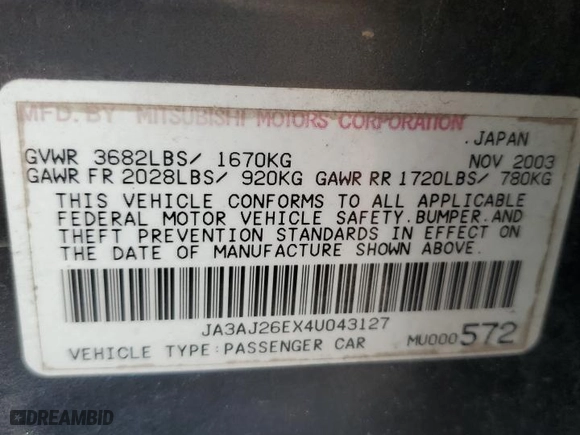 MFD. BY MITSUBISHI MOTORS CORPORATION
JAPAN
GVWR 3682LBS/ 1670KG NOV 2003
GAWR FR 2028LBS/ 920KG GAWR RR 1720LBS/ 780KG
THIS VEHICLE CONFORMS TO ALL APPLICABLE
FEDERAL MOTOR VEHICLE SAFETY, BUMPER, AND
THEFT PREVENTION STANDARDS IN EFFECT ON
THE DATE OF MANUFACTURE SHOWN ABOVE.
JA3AJ26EX4U043127
VEHICLE TYPE:PASSENGER CAR MU000572
DREAMBID